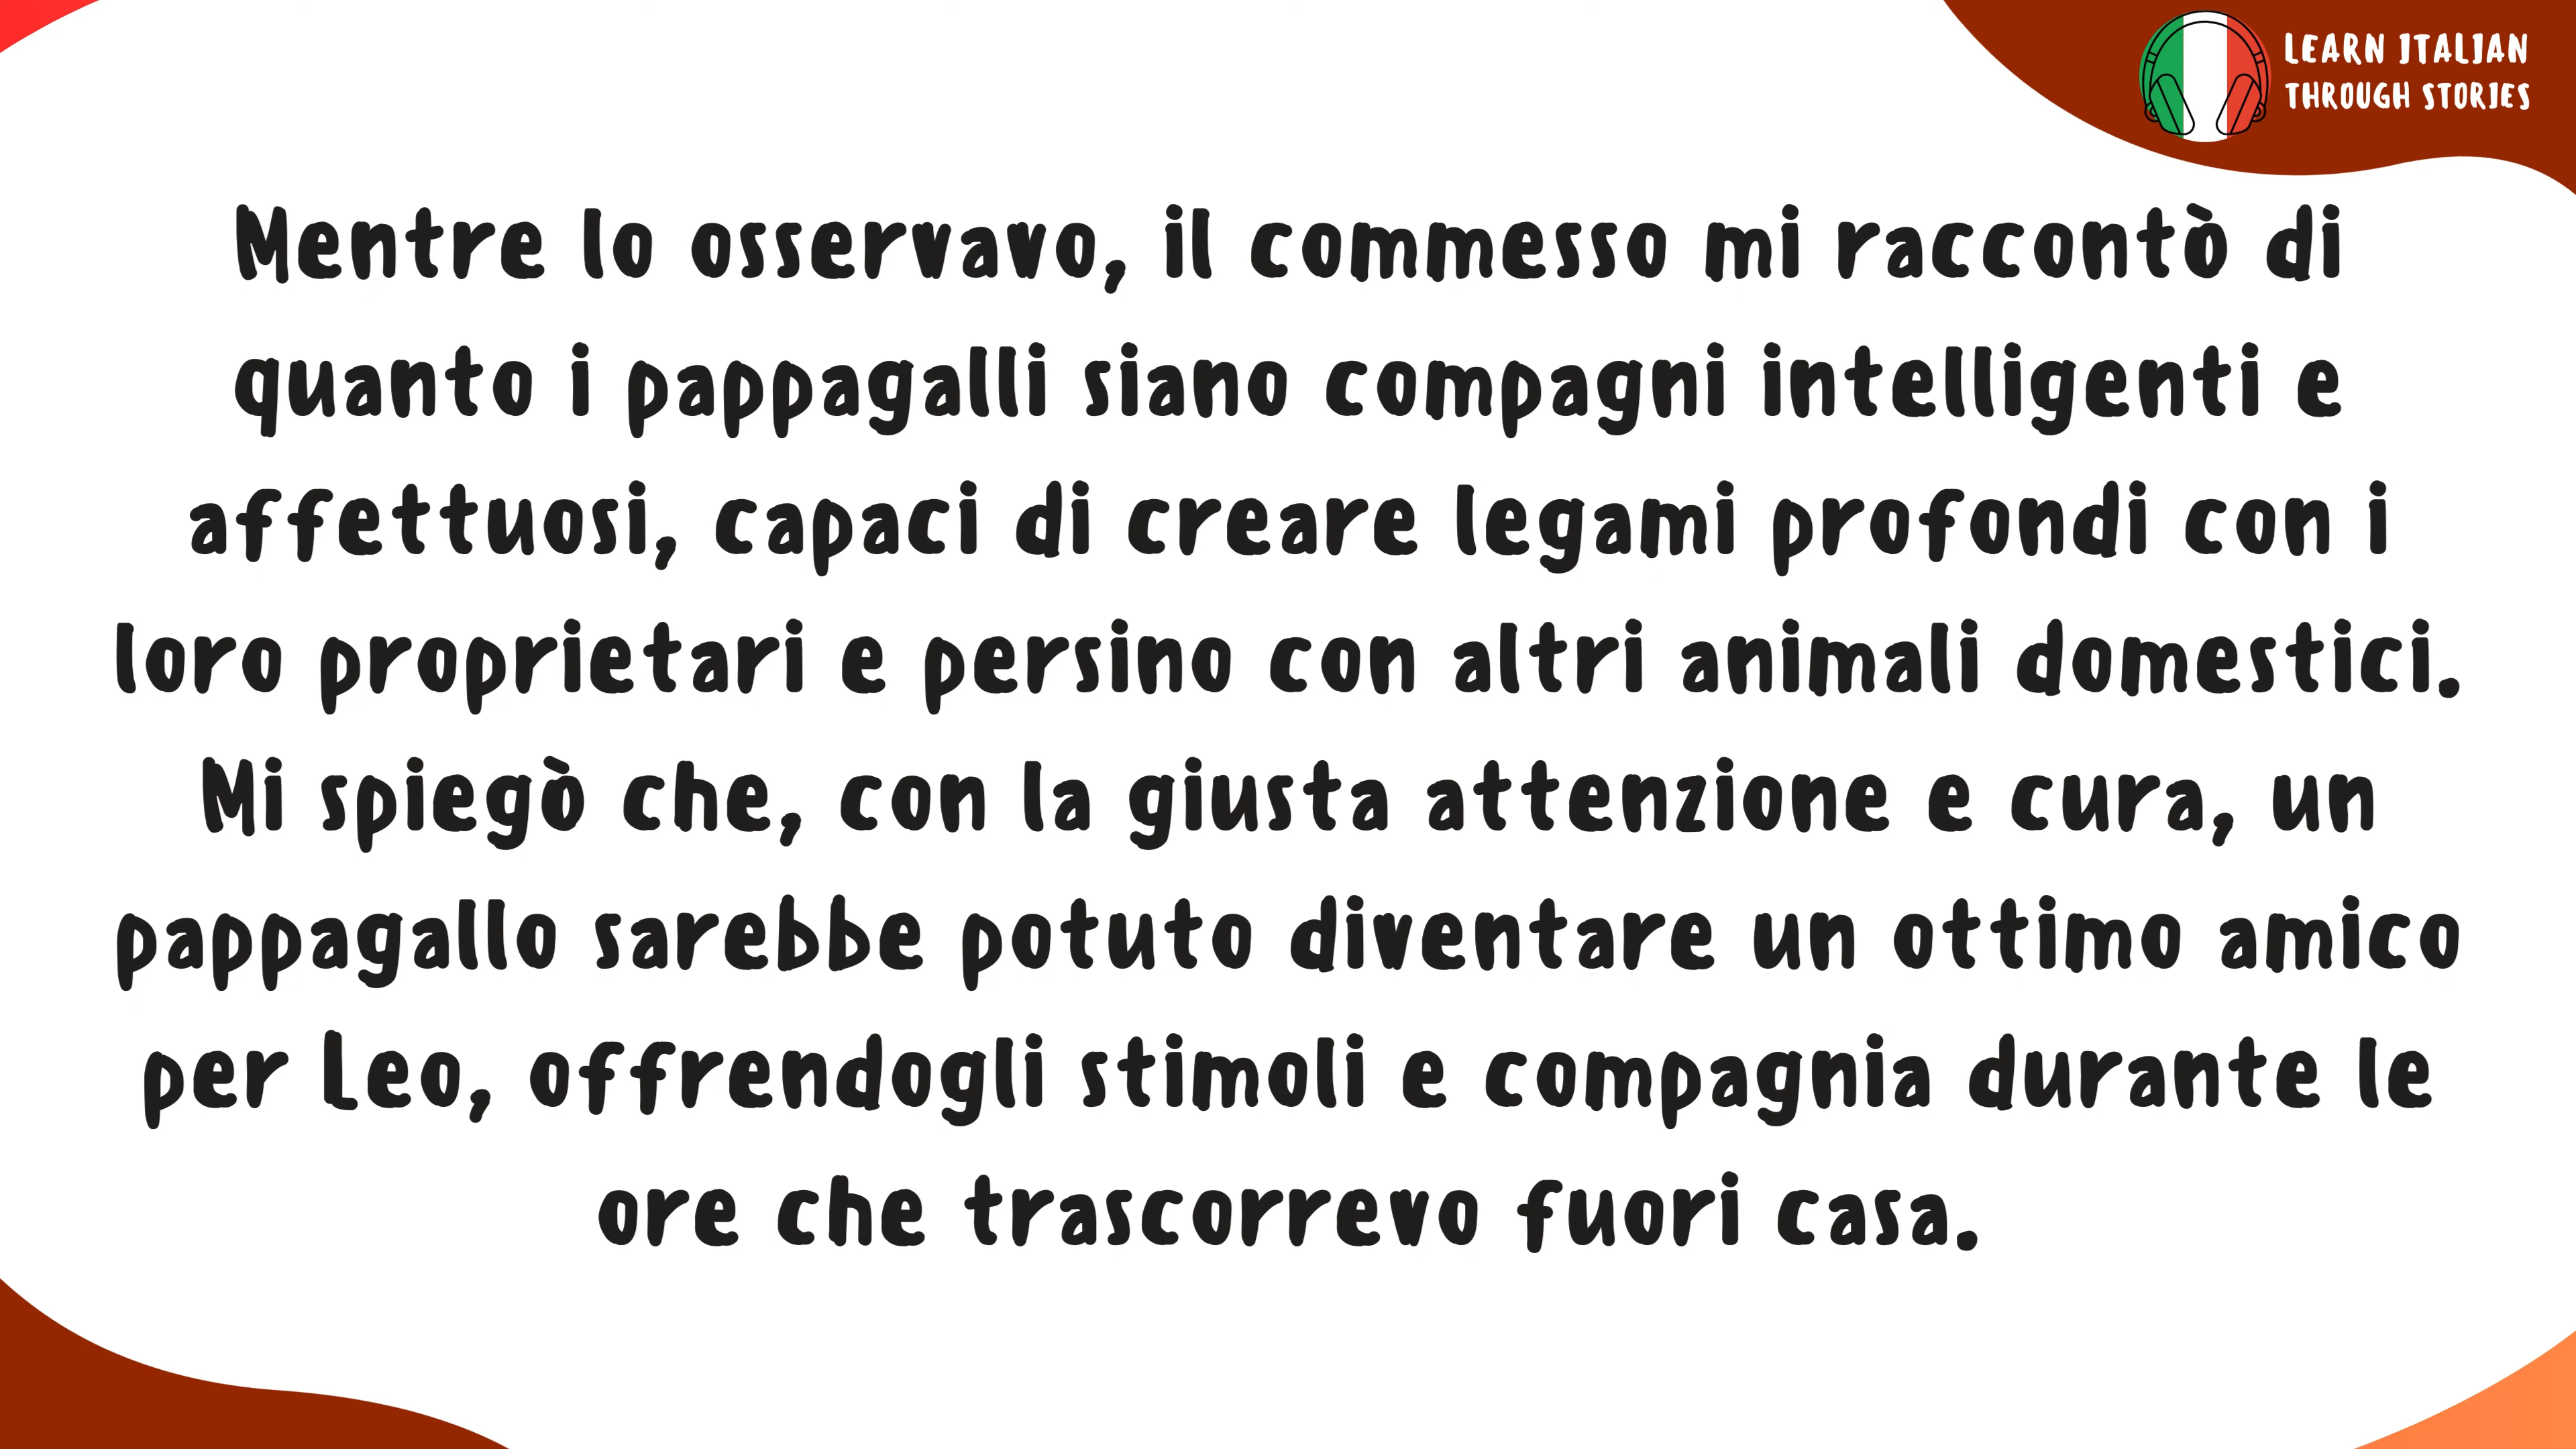 LEARN ITALIAN
THROUGH STORIES
Mentre lo osservavo, il commesso mi raccontò di
quanto i pappagalli siano compagni intelligenti e
affettuosi, capaci di creare legami profondi con i
loro proprietari e persino con altri animali domestici.
Mi spiegò che, con la giusta attenzione e cura, un
pappagallo sarebbe potuto diventare un ottimo amico
per Leo, offrendogli stimoli e compagnia durante le
ore che trascorrevo fuori casa.